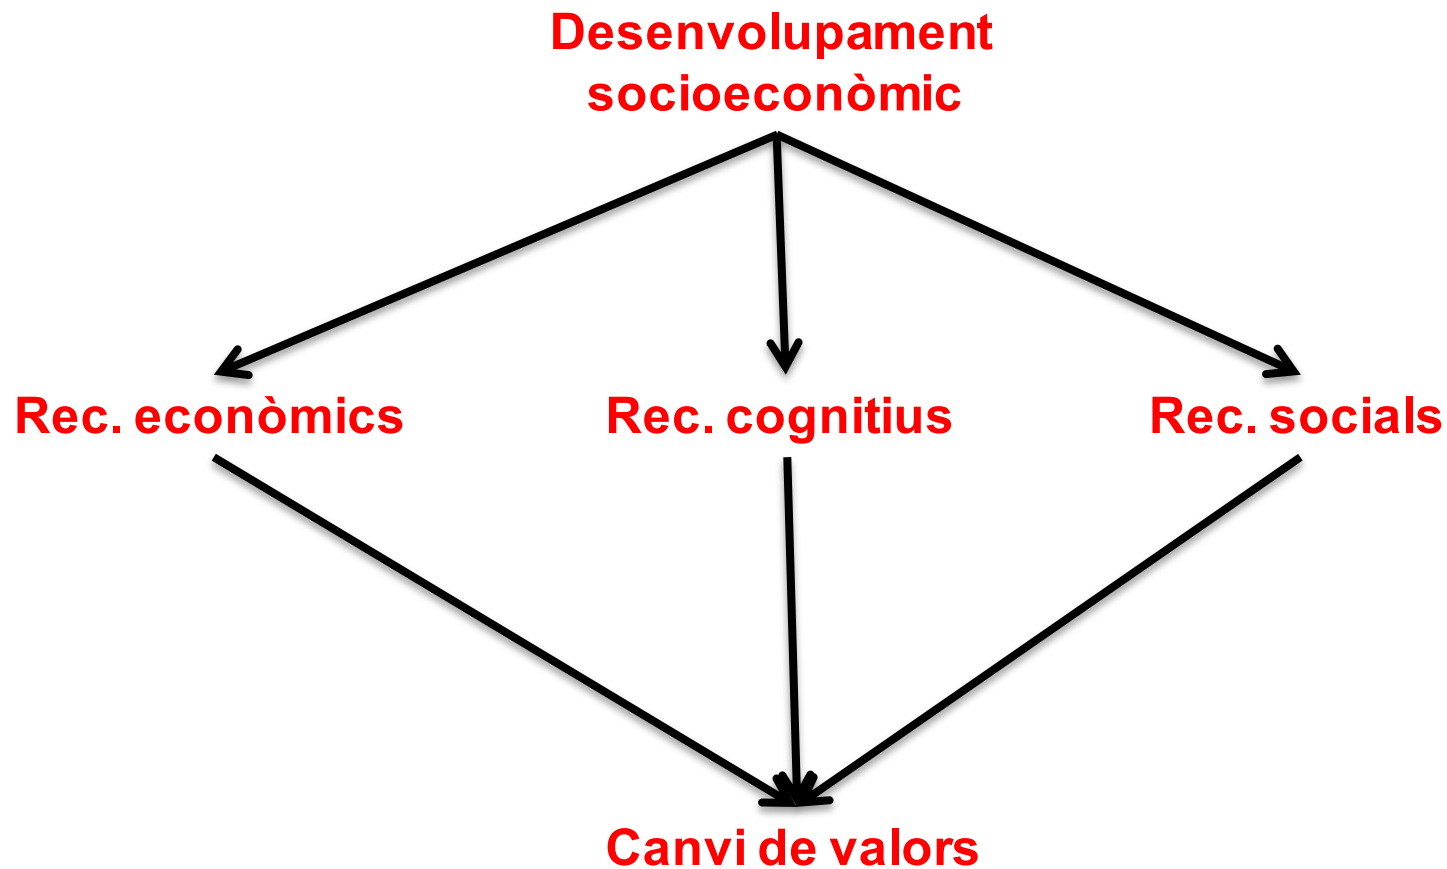 Desenvolupament
socioeconòmic
Rec. econòmics
Rec. cognitius
Rec. socials
Canvi de valors